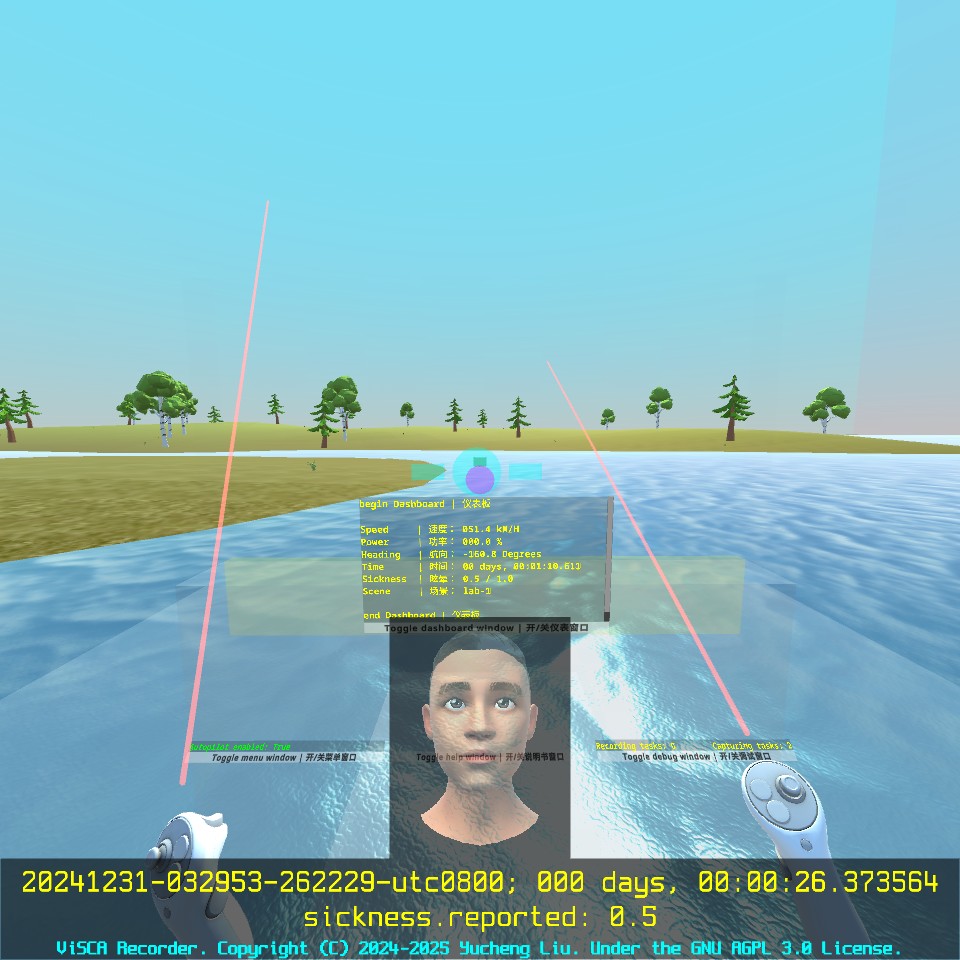 begin Dashboard | 仪表板
Speed | 速度： 051.4 kM/H
Power | 功率： 000.0 %
Heading | 航向： -160.8 Degrees
Time | 时间： 00 days, 00:01:10.611
Sickness | 眩晕： 0.5 / 1.0
Scene | 场景： lab-1
end Dashboard | 仪表板
Toggle dashboard window | 开/关仪表窗口
Autopilot enabled: True
Toggle menu window | 开/关菜单窗口
Toggle help window | 开/关说明书窗口
Recording tasks: 0 Capturing tasks: 2
Toggle debug window | 开/关调试窗口
20241231-032953-262229-utc0800; 000 days, 00:00:26.373564
sickness.reported: 0.5
ViSCA Recorder. Copyright (C) 2024-2025 Yucheng Liu. Under the GNU AGPL 3.0 License.